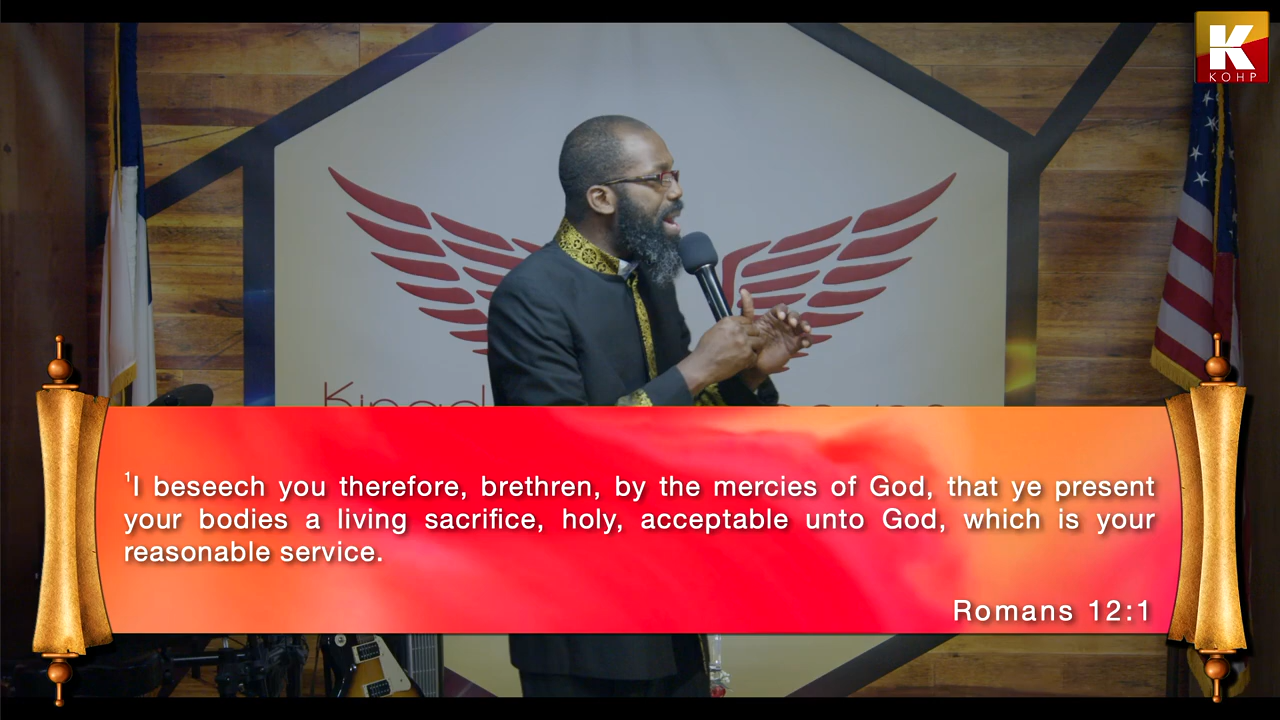 K
KOHP
¹I beseech you therefore, brethren, by the mercies of God, that ye present
your bodies a living sacrifice, holy, acceptable unto God, which is your
reasonable service.
Romans 12:1